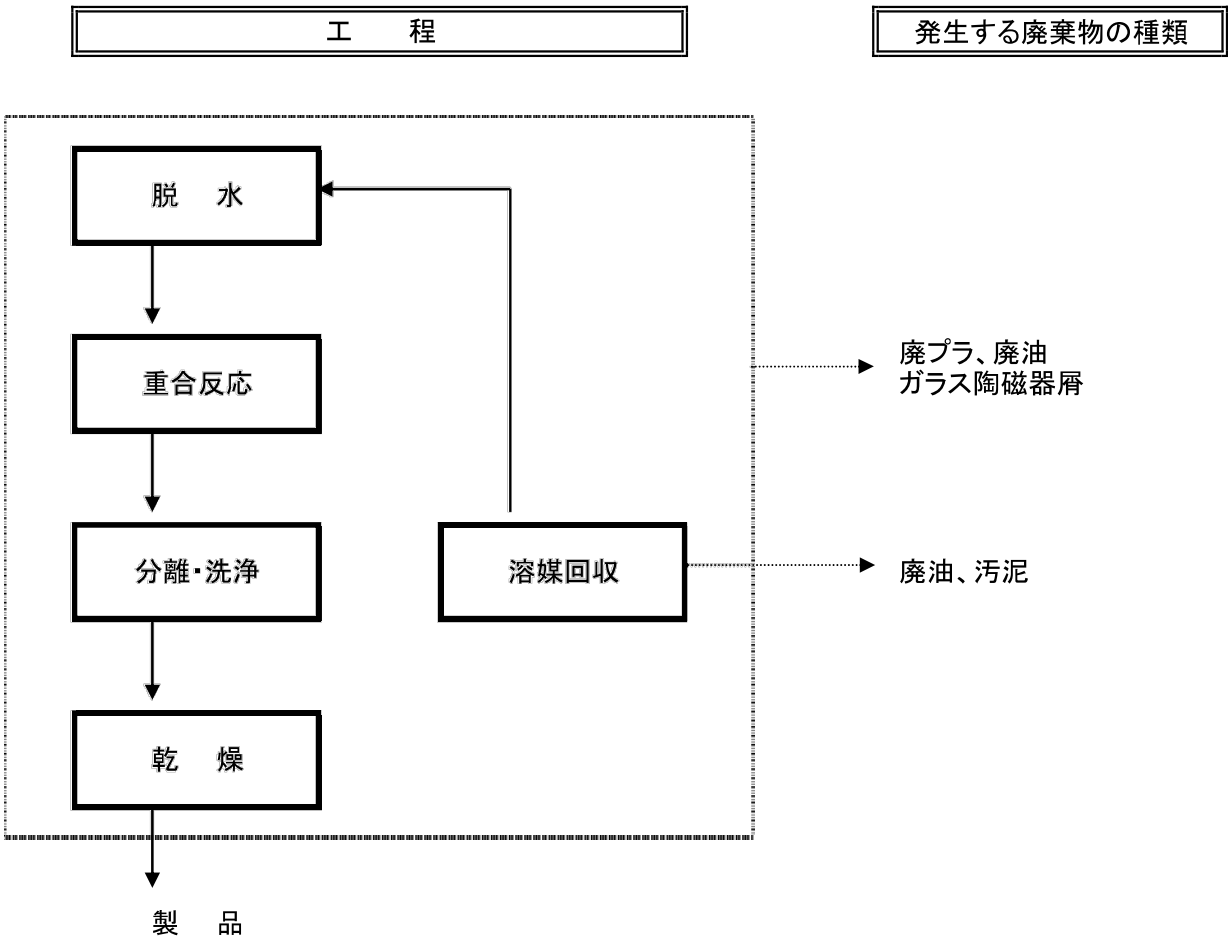 工　程
発生する廃棄物の種類
脱　水
重合反応
廃プラ、廃油
ガラス陶磁器屑
分離・洗浄
溶媒回収
廃油、汚泥
乾　燥
製　品